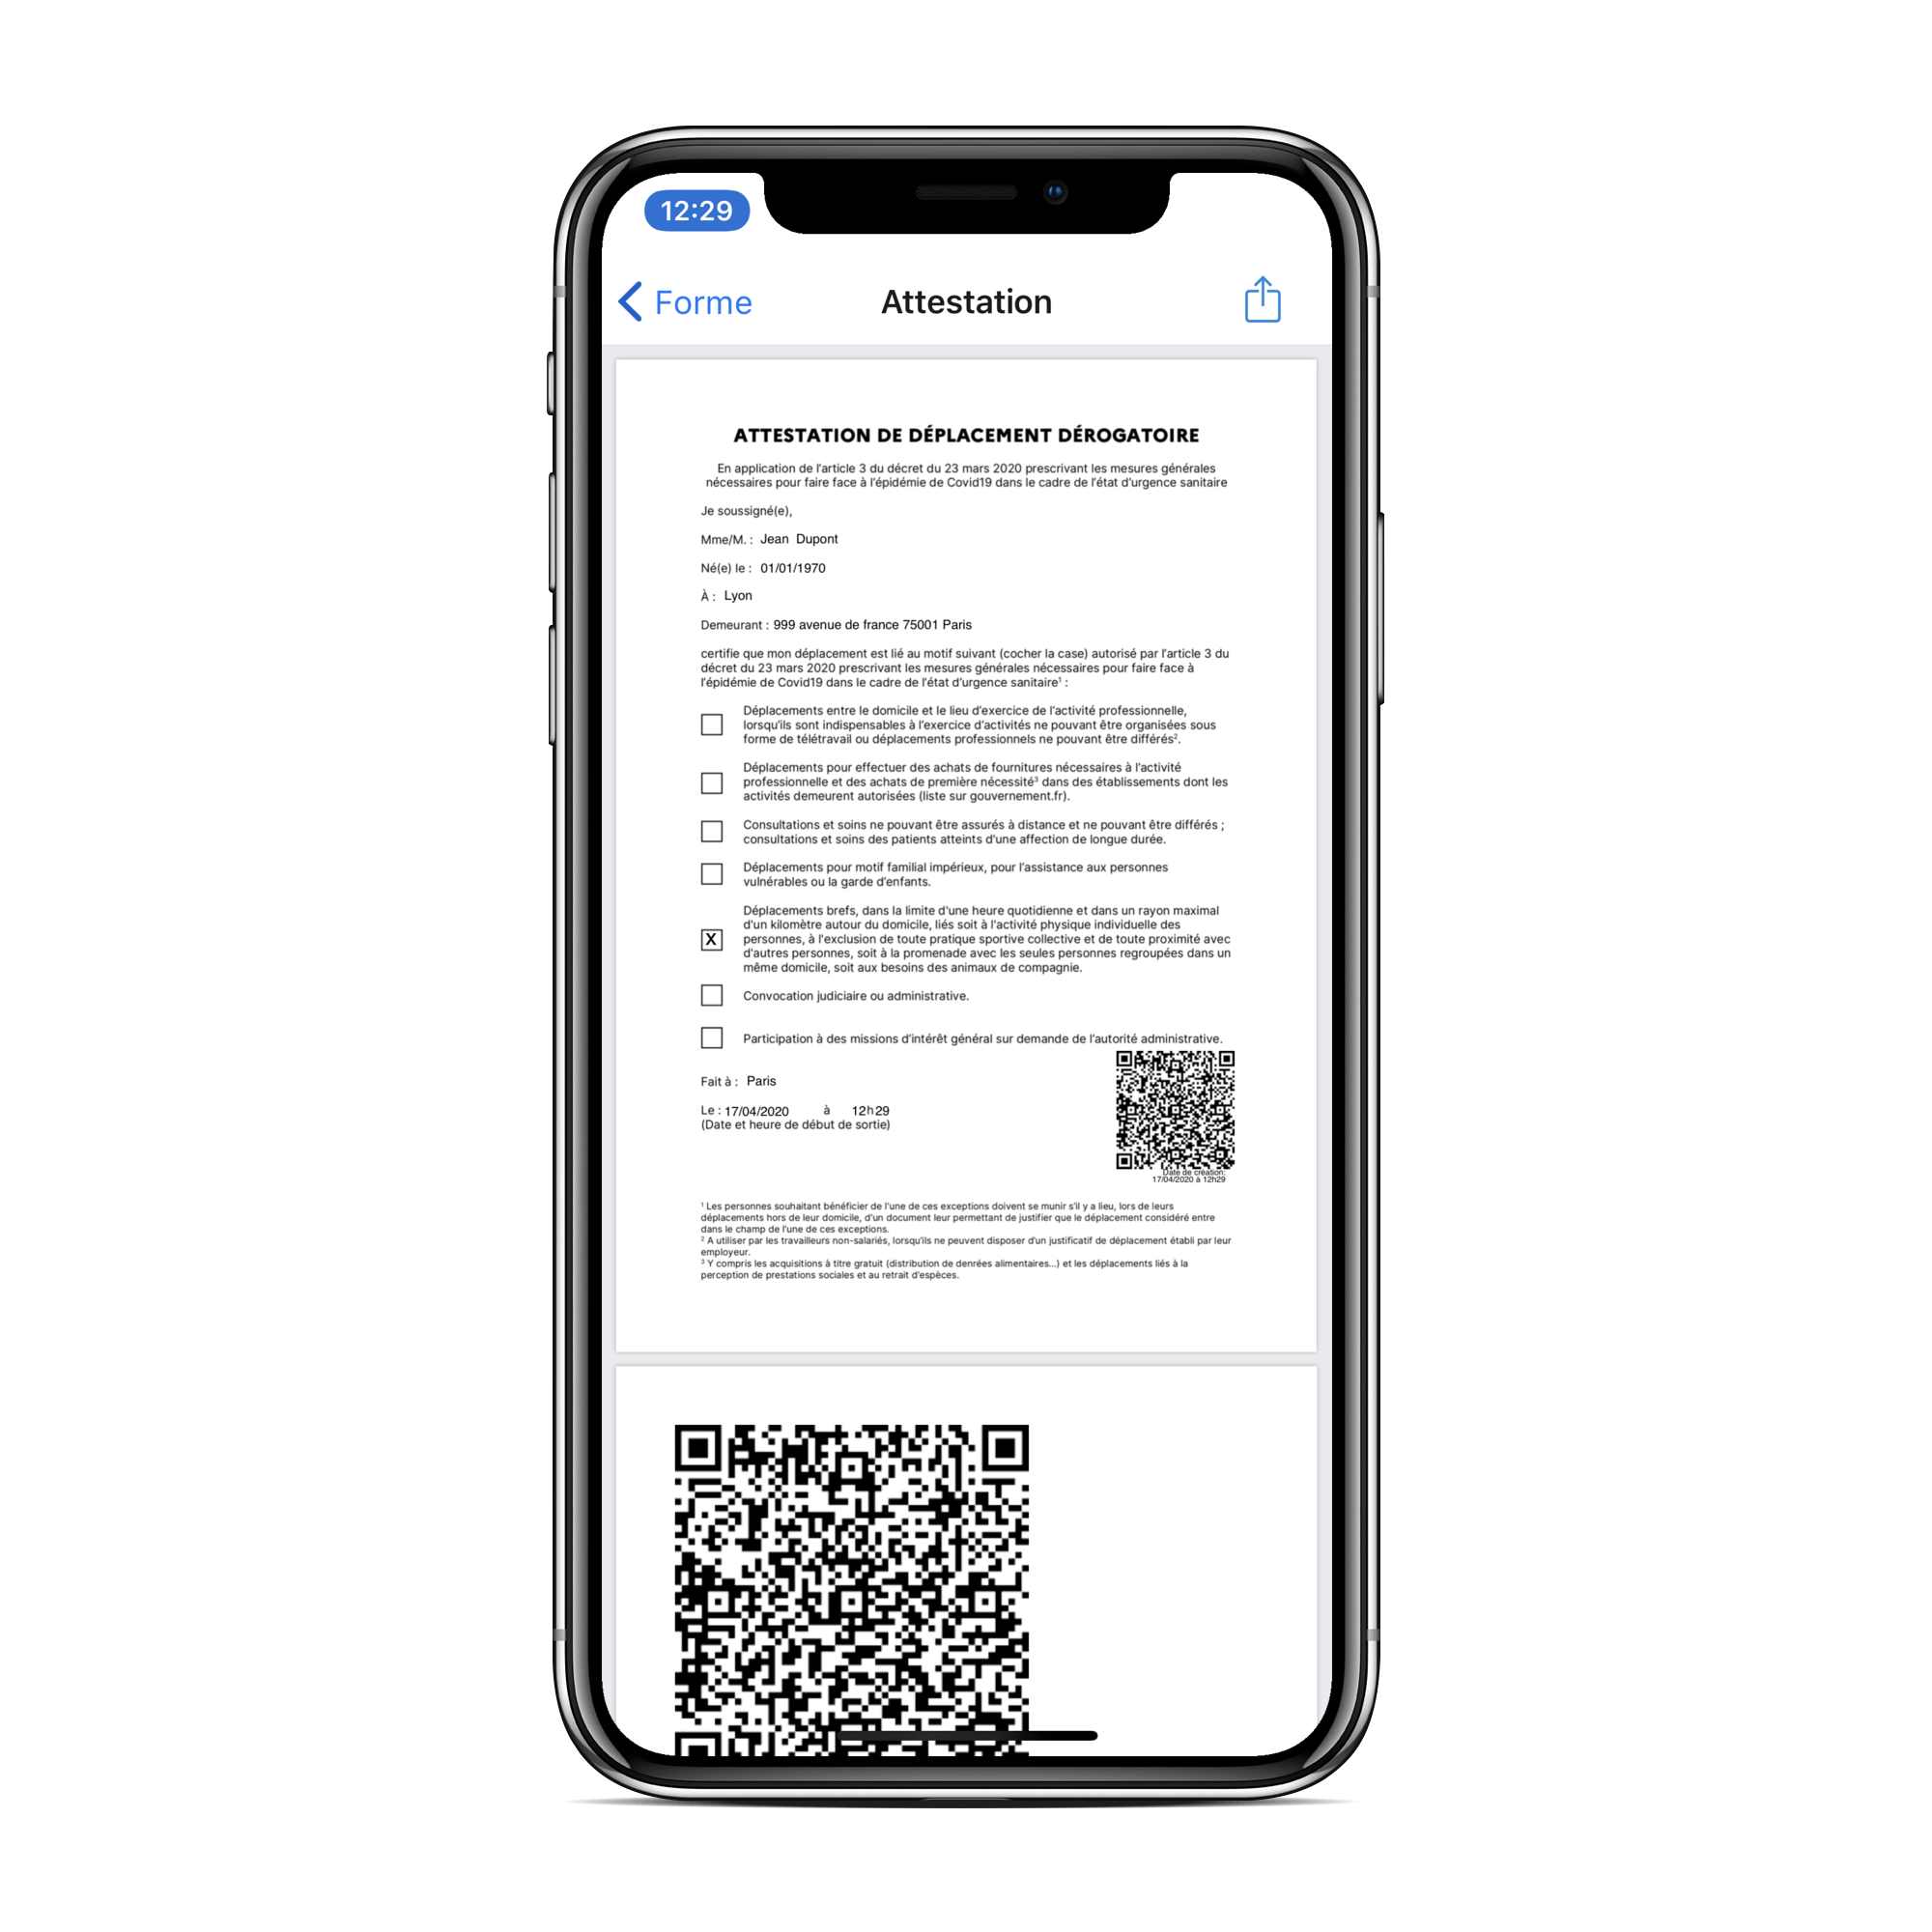 12:29
Forme
Attestation
ATTESTATION DE DÉPLACEMENT DÉROGATOIRE
En application de l'article 3 du décret du 23 mars 2020 prescrivant les mesures générales
nécessaires pour faire face à l'épidémie de Covid19 dans le cadre de l'état d'urgence sanitaire
Je soussigné(e),
Mme/M. : Jean Dupont
Né(e) le : 01/01/1970
À : Lyon
Demeurant : 999 avenue de france 75001 Paris
certifie que mon déplacement est lié au motif suivant (cocher la case) autorisé par l'article 3 du
décret du 23 mars 2020 prescrivant les mesures générales nécessaires pour faire face à
l'épidémie de Covid19 dans le cadre de l'état d'urgence sanitaire¹ :
Déplacements entre le domicile et le lieu d'exercice de l'activité professionnelle,
lorsqu'ils sont indispensables à l'exercice d'activités ne pouvant être organisées sous
forme de télétravail ou déplacements professionnels ne pouvant être différés².
Déplacements pour effectuer des achats de fournitures nécessaires à l'activité
professionnelle et des achats de première nécessité³ dans des établissements dont les
activités demeurent autorisées (liste sur gouvernement.fr).
Consultations et soins ne pouvant être assurés à distance et ne pouvant être différés ;
consultations et soins des patients atteints d'une affection de longue durée.
Déplacements pour motif familial impérieux, pour l'assistance aux personnes
vulnérables ou la garde d'enfants.
Déplacements brefs, dans la limite d'une heure quotidienne et dans un rayon maximal
d'un kilomètre autour du domicile, liés soit à l'activité physique individuelle des
X personnes, à l'exclusion de toute pratique sportive collective et de toute proximité avec
d'autres personnes, soit à la promenade avec les seules personnes regroupées dans un
même domicile, soit aux besoins des animaux de compagnie.
Convocation judiciaire ou administrative.
Participation à des missions d'intérêt général sur demande de l'autorité administrative.
Fait à : Paris
Le : 17/04/2020 à 12h29
(Date et heure de début de sortie)
Date de création:
17/04/2020 à 12h29
¹ Les personnes souhaitant bénéficier de l'une de ces exceptions doivent se munir s'il y a lieu, lors de leurs
déplacements hors de leur domicile, d'un document leur permettant de justifier que le déplacement considéré entre
dans le champ de l'une de ces exceptions.
² A utiliser par les travailleurs non-salariés, lorsqu'ils ne peuvent disposer d'un justificatif de déplacement établi par leur
employeur.
³ Y compris les acquisitions à titre gratuit (distribution de denrées alimentaires...) et les déplacements liés à la
perception de prestations sociales et au retrait d'espèces.